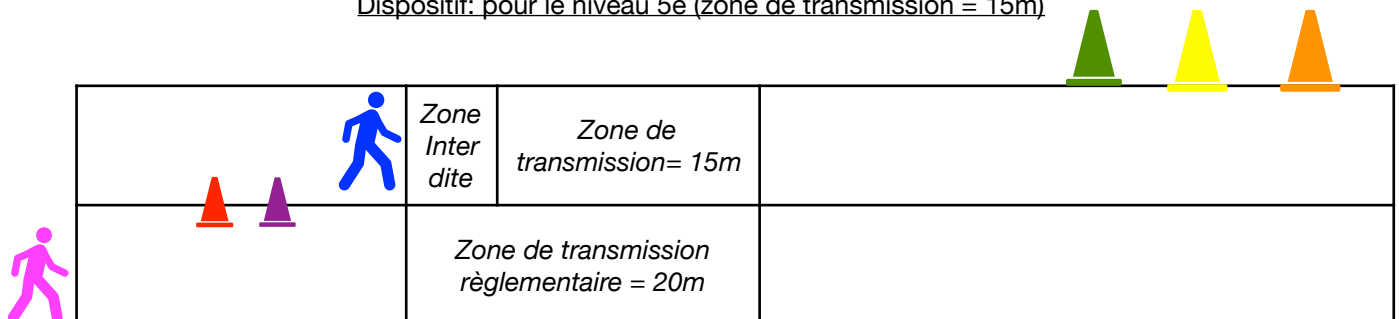 Dispositif: pour le niveau 5e (zone de transmission = 15m)
Zone
Inter
dite
Zone de
transmission= 15m
Zone de transmission
règlementaire = 20m